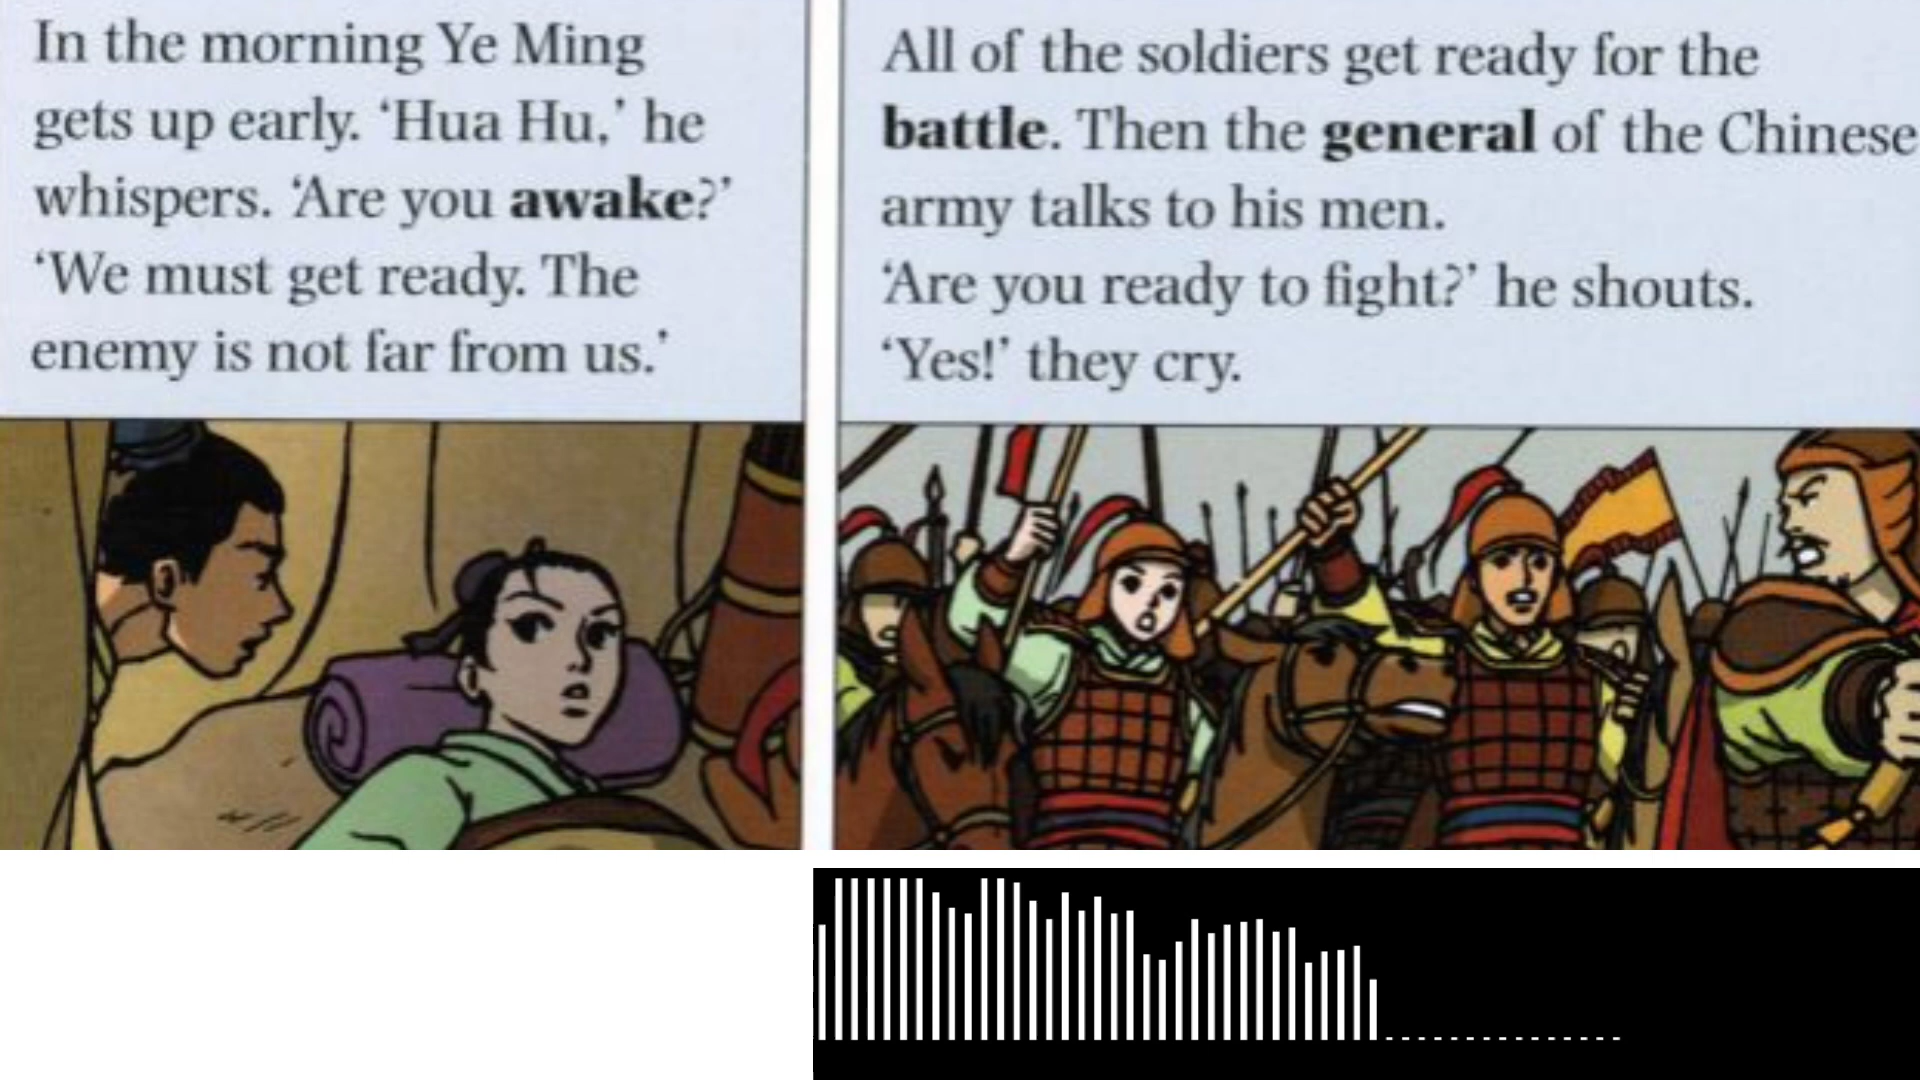 In the morning Ye Ming
gets up early. ‘Hua Hu,’ he
whispers. ‘Are you awake?’
‘We must get ready. The
enemy is not far from us.’
All of the soldiers get ready for the
battle. Then the general of the Chinese
army talks to his men.
‘Are you ready to fight?’ he shouts.
‘Yes!’ they cry.